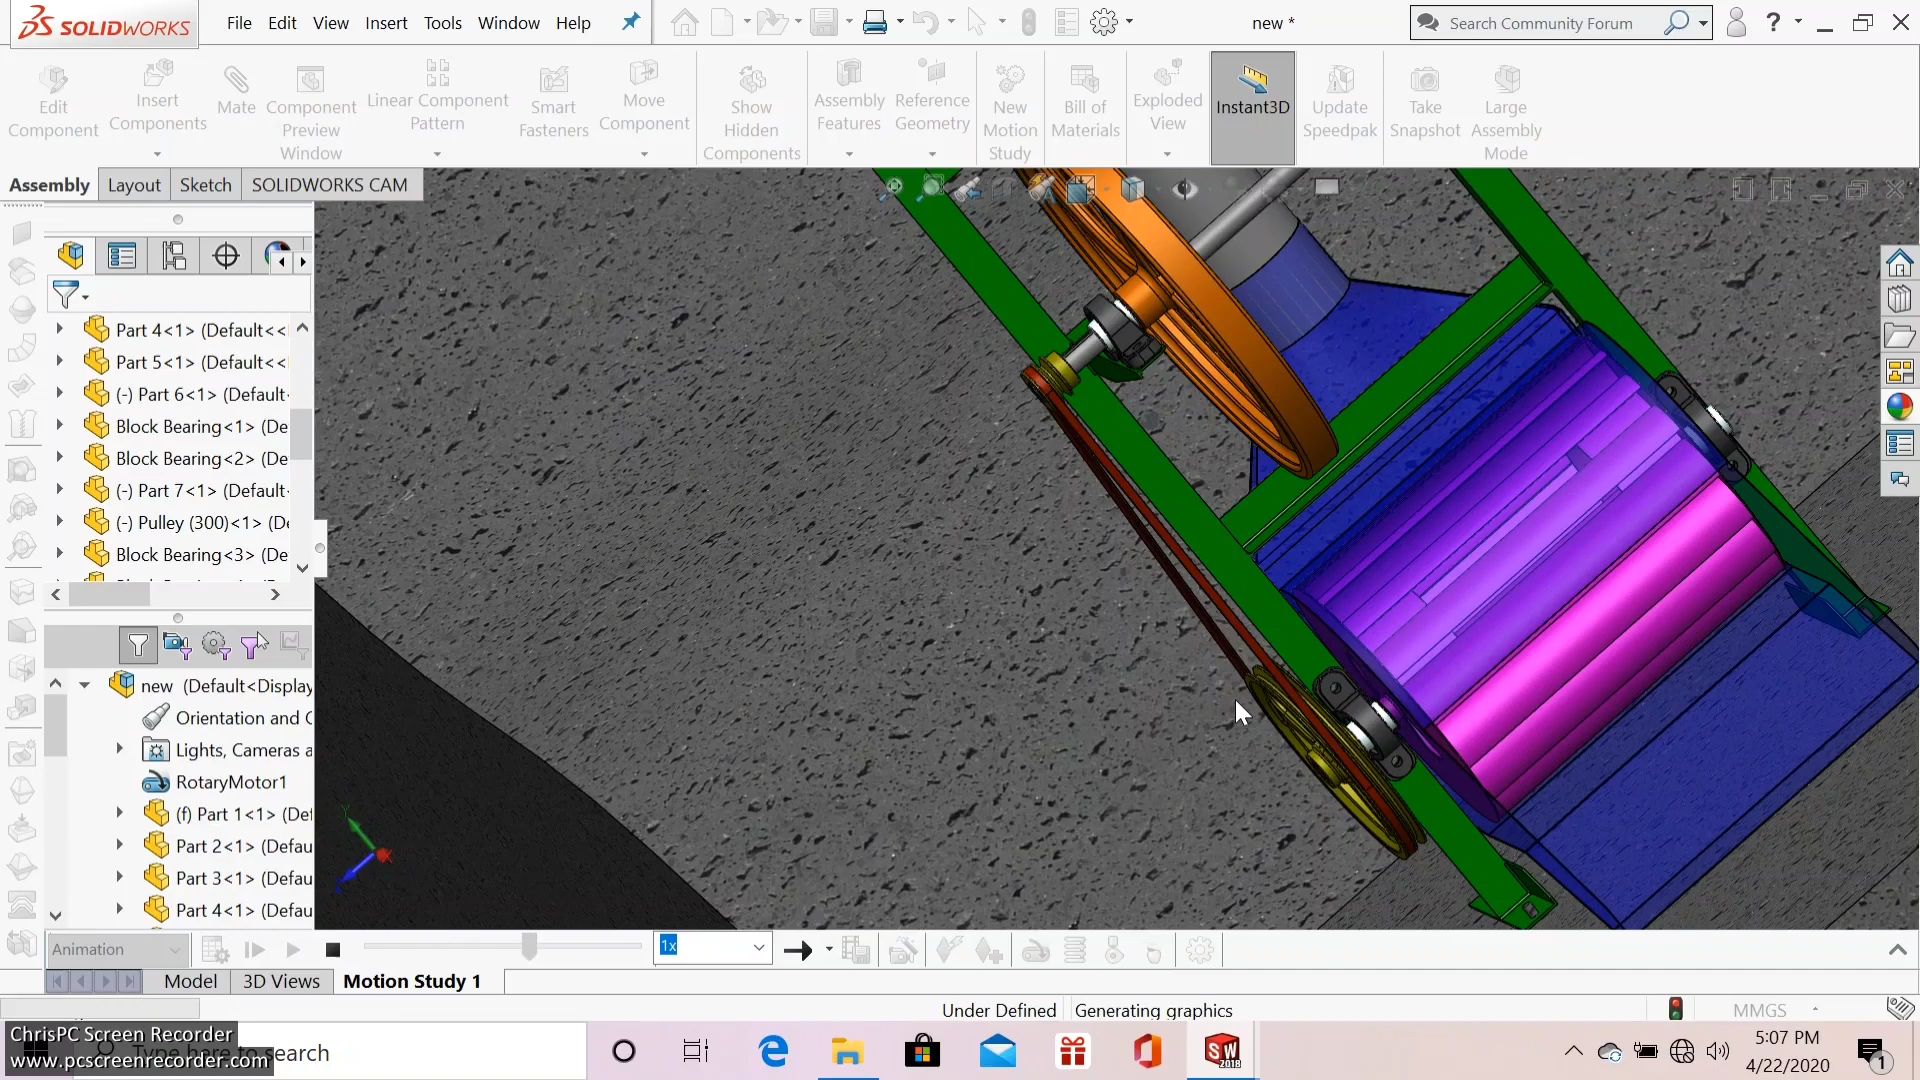 SOLIDWORKS File Edit View Insert Tools Window Help new * Search Community Forum ?
Edit Component
Insert Components
Mate
Component Preview Window
Linear Component Pattern
Smart Fasteners
Move Component
Show Hidden Components
Assembly Features
Reference Geometry
New Motion Study
Bill of Materials
Exploded View
Instant3D
Update Speedpak
Take Snapshot
Large Assembly Mode
Assembly Layout Sketch SOLIDWORKS CAM
Part 4<1> (Default<<
Part 5<1> (Default<<
(-) Part 6<1> (Default
Block Bearing<1> (De
Block Bearing<2> (De
(-) Part 7<1> (Default
(-) Pulley (300)<1> (De
Block Bearing<3> (De
new (Default<Display
Orientation and C
Lights, Cameras a
RotaryMotor1
(f) Part 1<1> (Def
Part 2<1> (Defau
Part 3<1> (Defau
Part 4<1> (Defau
Animation 1x
Model 3D Views Motion Study 1
Under Defined Generating graphics MMGS
ChrisPC Screen Recorder
www.pcscreenrecorder.com
Type here to search
SW 2018
5:07 PM
4/22/2020
1